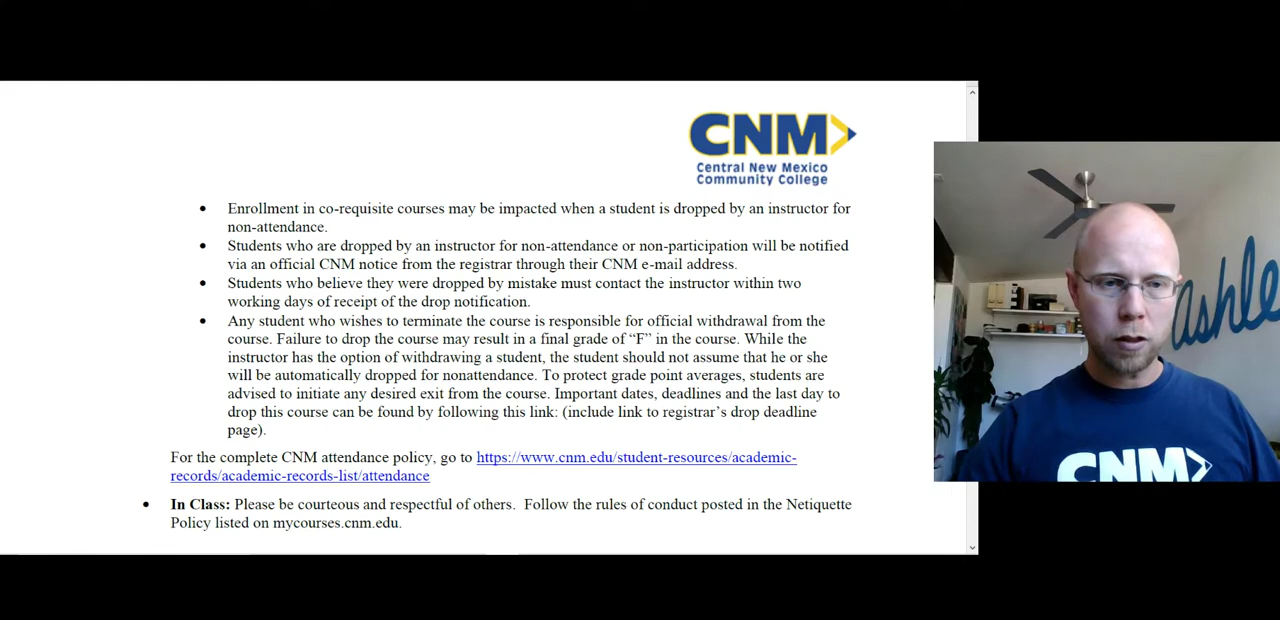 CNM
Central New Mexico
Community College
• Enrollment in co-requisite courses may be impacted when a student is dropped by an instructor for
non-attendance.
• Students who are dropped by an instructor for non-attendance or non-participation will be notified
via an official CNM notice from the registrar through their CNM e-mail address.
• Students who believe they were dropped by mistake must contact the instructor within two
working days of receipt of the drop notification.
• Any student who wishes to terminate the course is responsible for official withdrawal from the
course. Failure to drop the course may result in a final grade of “F” in the course. While the
instructor has the option of withdrawing a student, the student should not assume that he or she
will be automatically dropped for nonattendance. To protect grade point averages, students are
advised to initiate any desired exit from the course. Important dates, deadlines and the last day to
drop this course can be found by following this link: (include link to registrar’s drop deadline
page).
For the complete CNM attendance policy, go to https://www.cnm.edu/student-resources/academic-
records/academic-records-list/attendance
• In Class: Please be courteous and respectful of others. Follow the rules of conduct posted in the Netiquette
Policy listed on mycourses.cnm.edu.
ashle
CNM